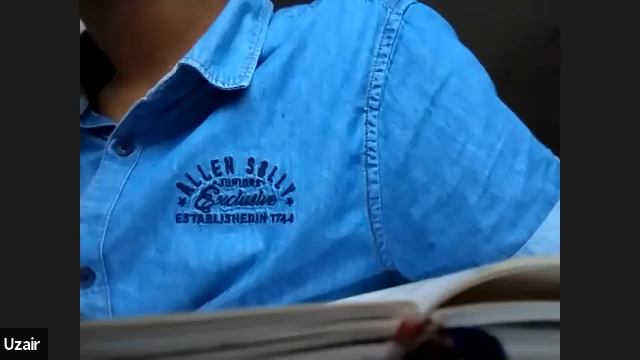 ALLEN SOLLY
JUNIORS
Exclusive
ESTABLISHED IN 1744
Uzair